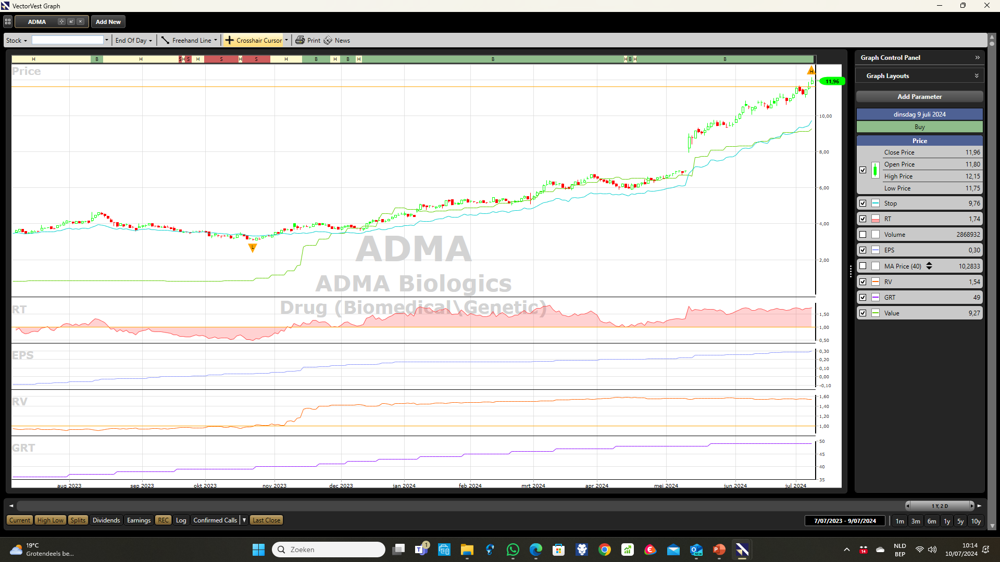 VectorVest Graph
ADMA
Add New
Stock
End Of Day
Freehand Line
Crosshair Cursor
Print
News
H B H S H S H S H S H B H B H B H B H B
Price
H
11,96
10,00
8,00
6,00
4,00
2,00
L
ADMA
ADMA Biologics
Drug (Biomedical\Genetic)
RT
1,50
1,00
0,50
EPS
0,30
0,20
0,10
0,00
-0,10
RV
1,60
1,40
1,20
1,00
GRT
50
45
40
35
aug 2023 sep 2023 okt 2023 nov 2023 dec 2023 jan 2024 feb 2024 mrt 2024 apr 2024 mei 2024 jun 2024 jul 2024
Graph Control Panel
Graph Layouts
Add Parameter
dinsdag 9 juli 2024
Buy
Price
Close Price 11,96
Open Price 11,80
High Price 12,15
Low Price 11,75
Stop 9,76
RT 1,74
Volume 2868932
EPS 0,30
MA Price (40) 10,2833
RV 1,54
GRT 49
Value 9,27
1 Y, 2 D
Current High Low Splits Dividends Earnings REC Log Confirmed Calls Last Close
7/07/2023 - 9/07/2024
1m 3m 6m 1y 5y 10y
19°C
Grotendeels be...
Zoeken
1
NEW
14
NLD
BEP
10:14
10/07/2024